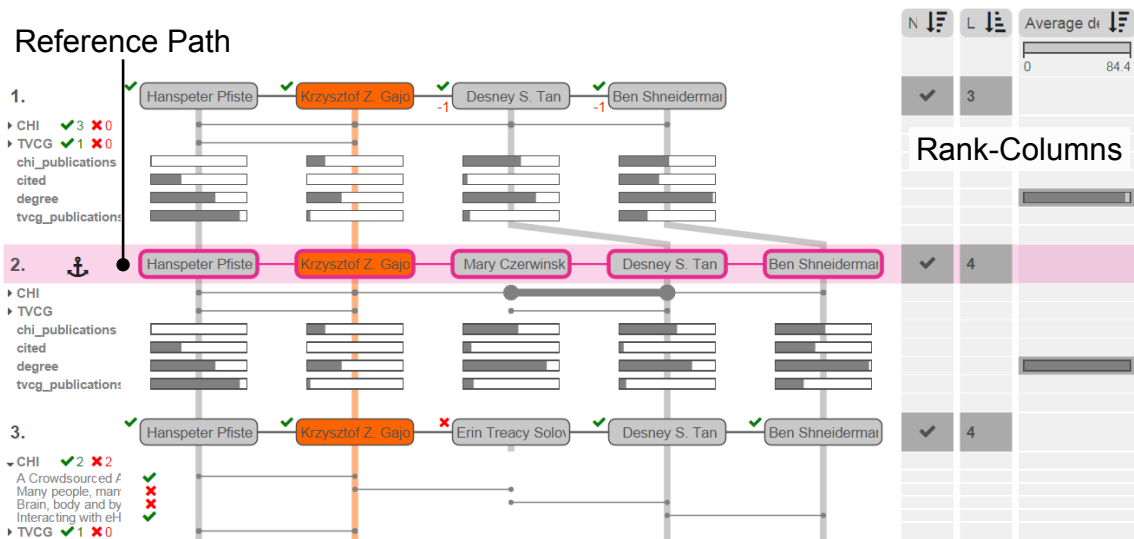 Reference Path
N L Average de
0 84.4
1. Hanspeter Pfiste Krzysztof Z. Gajo -1 Desney S. Tan -1 Ben Shneiderman 3
CHI 3 0
TVCG 1 0
Rank-Columns
chi_publications
cited
degree
tvcg_publications
2. Hanspeter Pfiste Krzysztof Z. Gajo Mary Czerwinsk Desney S. Tan Ben Shneiderman 4
CHI
TVCG
chi_publications
cited
degree
tvcg_publications
3. Hanspeter Pfiste Krzysztof Z. Gajo Erin Treacy Solov Desney S. Tan Ben Shneiderman 4
CHI 2 2
A Crowdsourced A
Many people, man
Brain, body and by
Interacting with eH
TVCG 1 0